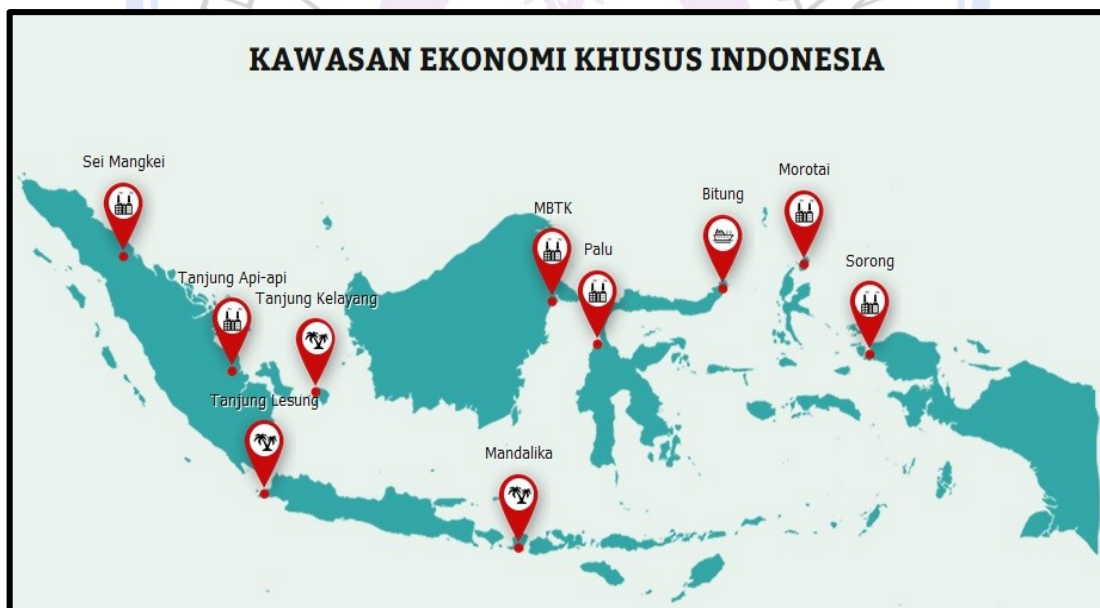 KAWASAN EKONOMI KHUSUS INDONESIA
Sei Mangkei
Morotai
Bitung
MBTK
Palu
Sorong
Tanjung Api-api
Tanjung Kelayang
Tanjung Lesung
Mandalika